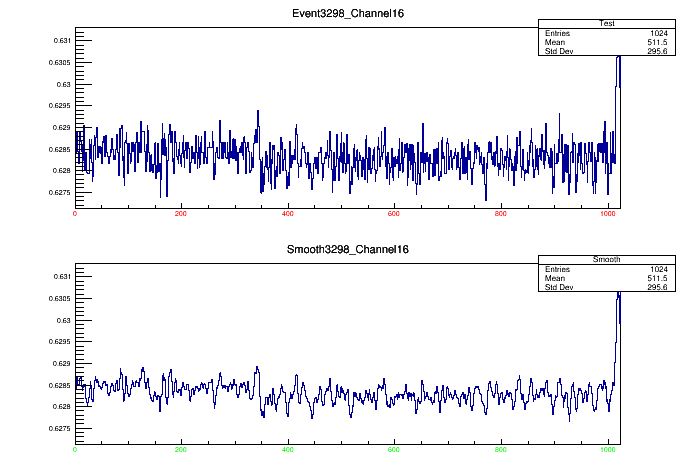 Event3298_Channel16
Test
Entries 1024
Mean 511.5
Std Dev 295.6
0.631
0.6305
0.63
0.6295
0.629
0.6285
0.628
0.6275
0 200 400 600 800 1000
Smooth3298_Channel16
Smooth
Entries 1024
Mean 511.5
Std Dev 295.6
0.631
0.6305
0.63
0.6295
0.629
0.6285
0.628
0.6275
0 200 400 600 800 1000